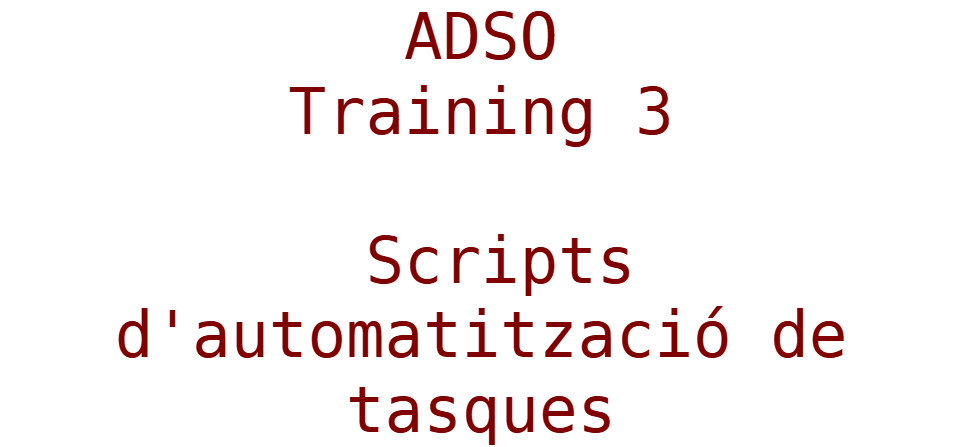 ADSO
Training 3
Scripts
d'automatització de
tasques